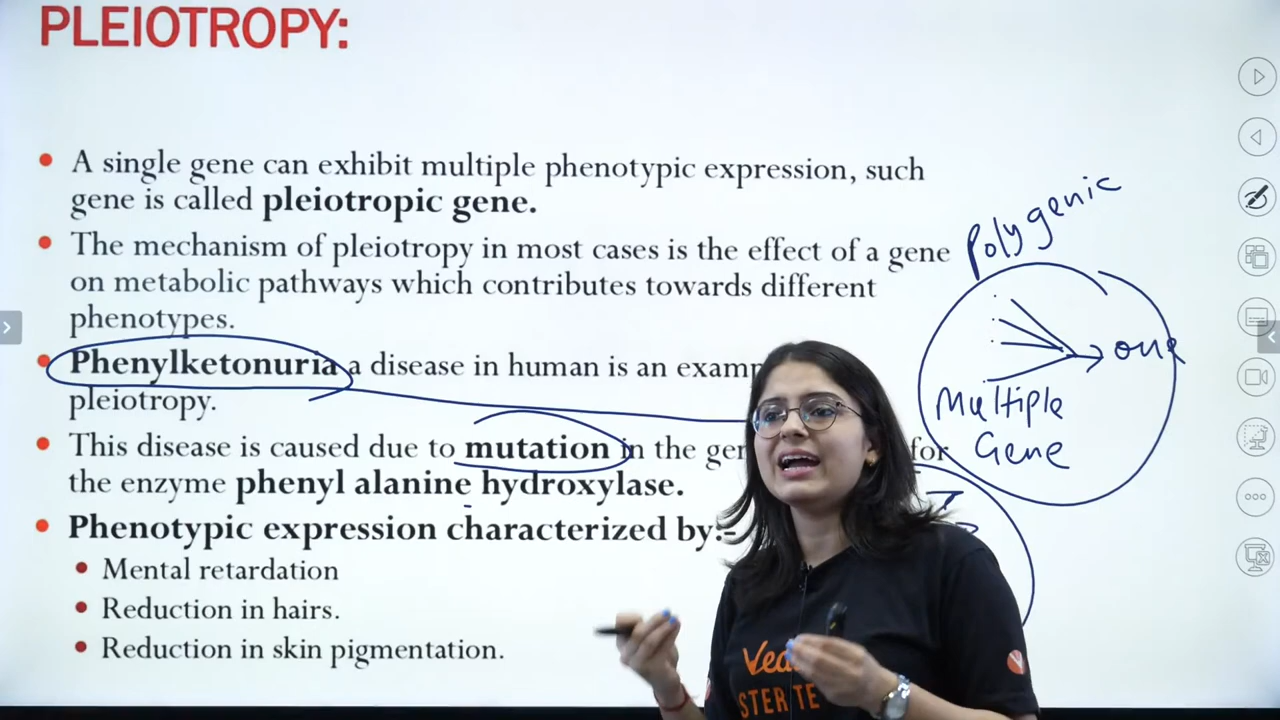 PLEIOTROPY:
A single gene can exhibit multiple phenotypic expression, such
gene is called pleiotropic gene.
The mechanism of pleiotropy in most cases is the effect of a gene
on metabolic pathways which contributes towards different
phenotypes.
Phenylketonuria a disease in human is an
pleiotropy.
This disease is caused due to mutation in the for
the enzyme phenyl alanine hydroxylase.
Phenotypic expression characterized by:-
Mental retardation
Reduction in hairs.
Reduction in skin pigmentation.
Polygenic
one
Multiple
Gene